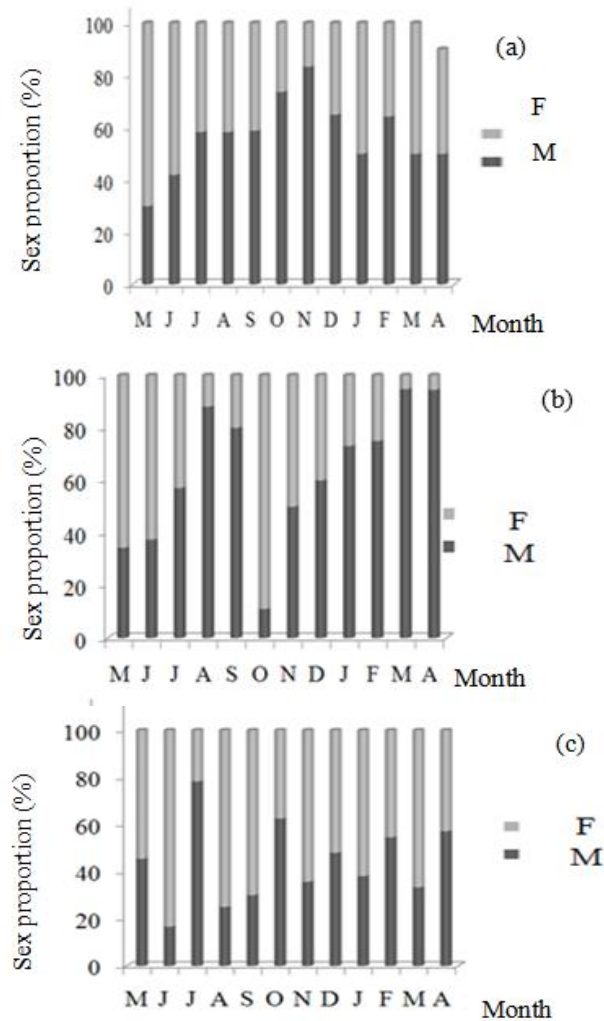 (a)
100
80
60
40
20
0
Sex proportion (%)
F
M
M J J A S O N D J F M A
Month
(b)
100
80
60
40
20
0
Sex proportion (%)
F
M
M J J A S O N D J F M A
Month
(c)
100
80
60
40
20
0
Sex proportion (%)
F
M
M J J A S O N D J F M A
Month